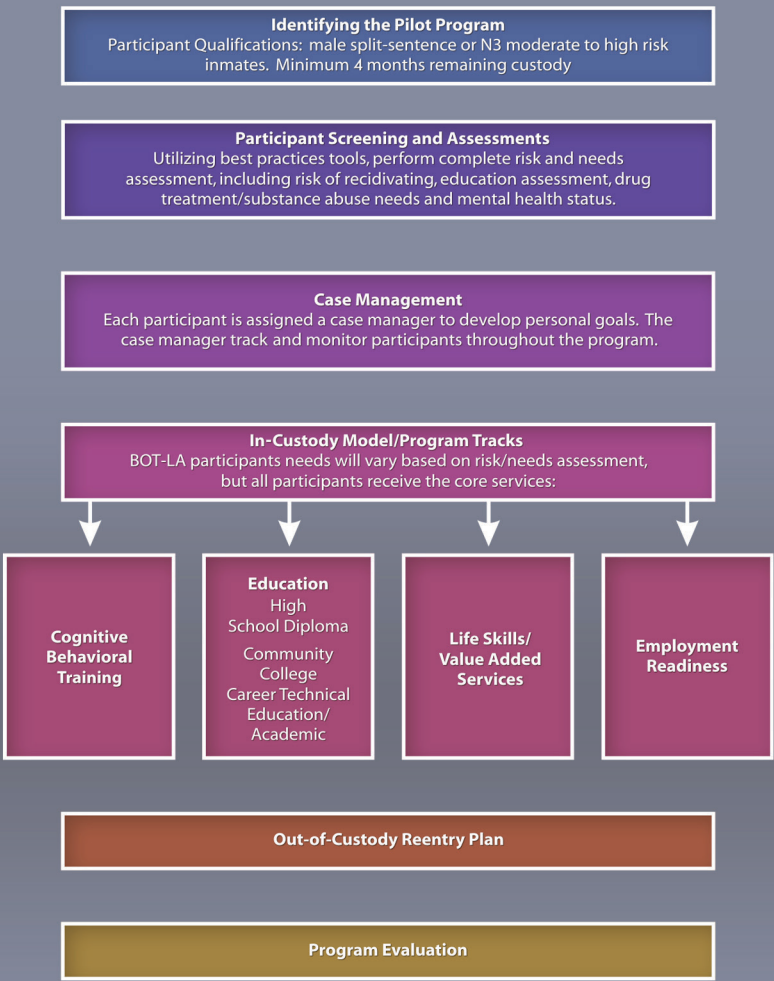 Identifying the Pilot Program
Participant Qualifications: male split-sentence or N3 moderate to high risk
inmates. Minimum 4 months remaining custody
Participant Screening and Assessments
Utilizing best practices tools, perform complete risk and needs
assessment, including risk of recidivating, education assessment, drug
treatment/substance abuse needs and mental health status.
Case Management
Each participant is assigned a case manager to develop personal goals. The
case manager track and monitor participants throughout the program.
In-Custody Model/Program Tracks
BOT-LA participants needs will vary based on risk/needs assessment,
but all participants receive the core services:
Cognitive
Behavioral
Training
Education
High
School Diploma
Community
College
Career Technical
Education/
Academic
Life Skills/
Value Added
Services
Employment
Readiness
Out-of-Custody Reentry Plan
Program Evaluation